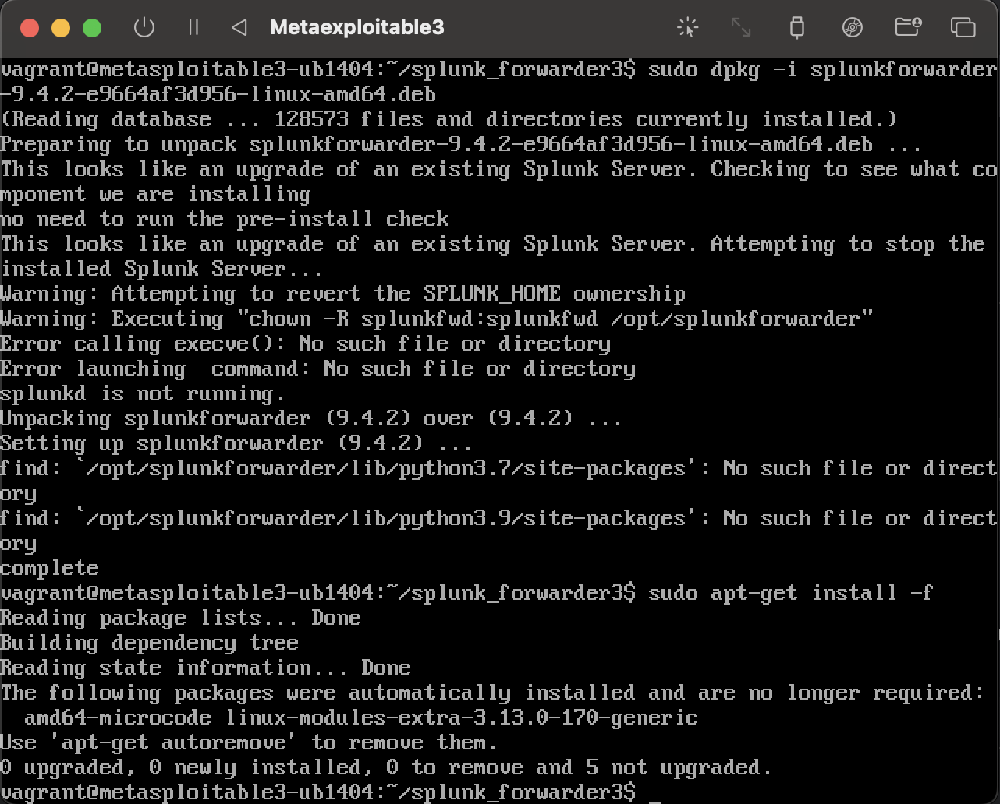 Metaexploitable3
vagrant@metasploitable3-ub1404:~/splunk_forwarder3$ sudo dpkg -i splunkforwarder
-9.4.2-e9664af3d956-linux-amd64.deb
(Reading database ... 128573 files and directories currently installed.)
Preparing to unpack splunkforwarder-9.4.2-e9664af3d956-linux-amd64.deb ...
This looks like an upgrade of an existing Splunk Server. Checking to see what co
mponent we are installing
no need to run the pre-install check
This looks like an upgrade of an existing Splunk Server. Attempting to stop the
installed Splunk Server...
Warning: Attempting to revert the SPLUNK_HOME ownership
Warning: Executing "chown -R splunkfwd:splunkfwd /opt/splunkforwarder"
Error calling execve(): No such file or directory
Error launching  command: No such file or directory
splunkd is not running.
Unpacking splunkforwarder (9.4.2) over (9.4.2) ...
Setting up splunkforwarder (9.4.2) ...
find: `/opt/splunkforwarder/lib/python3.7/site-packages': No such file or direct
ory
find: `/opt/splunkforwarder/lib/python3.9/site-packages': No such file or direct
ory
complete
vagrant@metasploitable3-ub1404:~/splunk_forwarder3$ sudo apt-get install -f
Reading package lists... Done
Building dependency tree
Reading state information... Done
The following packages were automatically installed and are no longer required:
  amd64-microcode linux-modules-extra-3.13.0-170-generic
Use 'apt-get autoremove' to remove them.
0 upgraded, 0 newly installed, 0 to remove and 5 not upgraded.
vagrant@metasploitable3-ub1404:~/splunk_forwarder3$ _